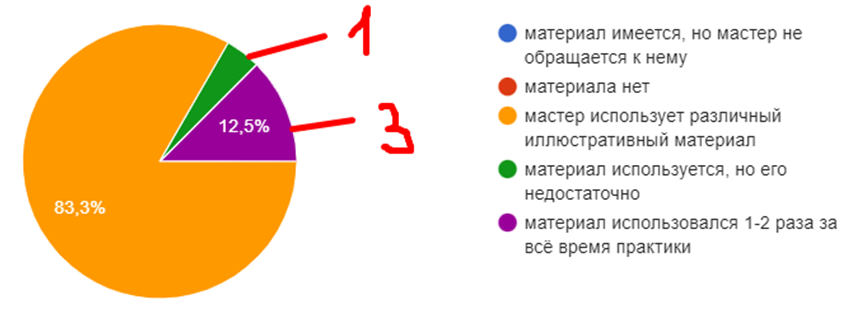 1
12,5%
3
83,3%
материал имеется, но мастер не
обращается к нему
материала нет
мастер использует различный
иллюстративный материал
материал используется, но его
недостаточно
материал использовался 1-2 раза за
всё время практики